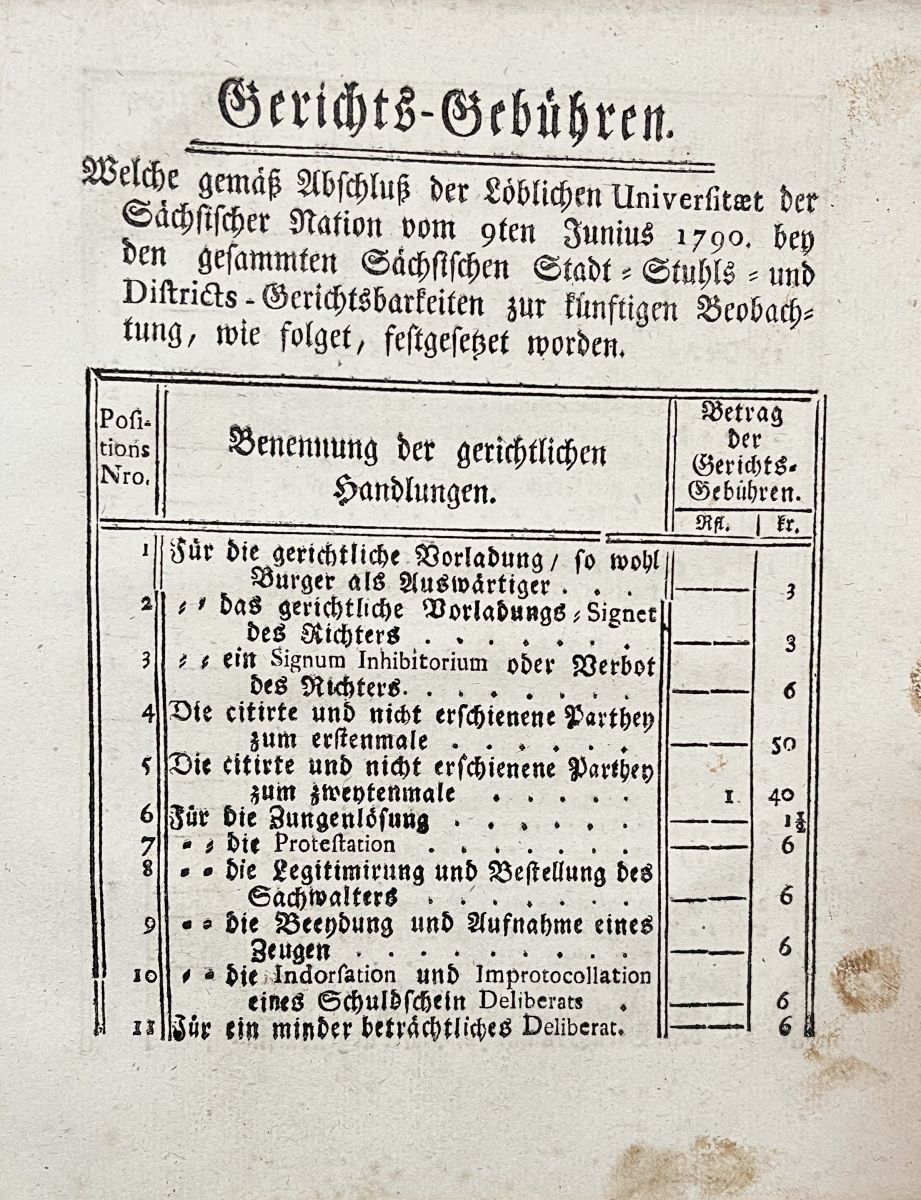 Gerichts-Gebühren.
Welche gemäß Abschluß der Löblichen Universitæt der
Sächsischer Nation vom 9ten Junius 1790. bey
den gesammten Sächsischen Stadt-Stuhls-und
Districts-Gerichtsbarkeiten zur künftigen Beobach-
tung, wie folget, festgesetzet worden.
Posi-
tions
Nro.
Benennung der gerichtlichen
Handlungen.
Betrag
der
Gerichts-
Gebühren.
Rfl. kr.
1 Für die gerichtliche Vorladung / so wohl
Burger als Auswärtiger . . . —— 3
2 - - das gerichtliche Vorladungs-Signet
des Richters . . . . . . . —— 3
3 - - ein Signum Inhibitorium oder Verbot
des Richters. . . . . . . . —— 6
4 Die citirte und nicht erschienene Parthey
zum erstenmale . . . . . . —— 50
5 Die citirte und nicht erschienene Parthey
zum zweytenmale . . . . . 1 40
6 Für die Zungenlösung . . . . . . —— 1½
7 - - die Protestation . . . . . . . —— 6
8 - - die Legitimirung und Bestellung des
Sachwalters . . . . . . . —— 6
9 - - die Beeydung und Aufnahme eines
Zeugen . . . . . . . . . —— 6
10 - - die Indorsation und Improtocollation
eines Schuldschein Deliberats . —— 6
11 Für ein minder beträchtliches Deliberat. —— 6